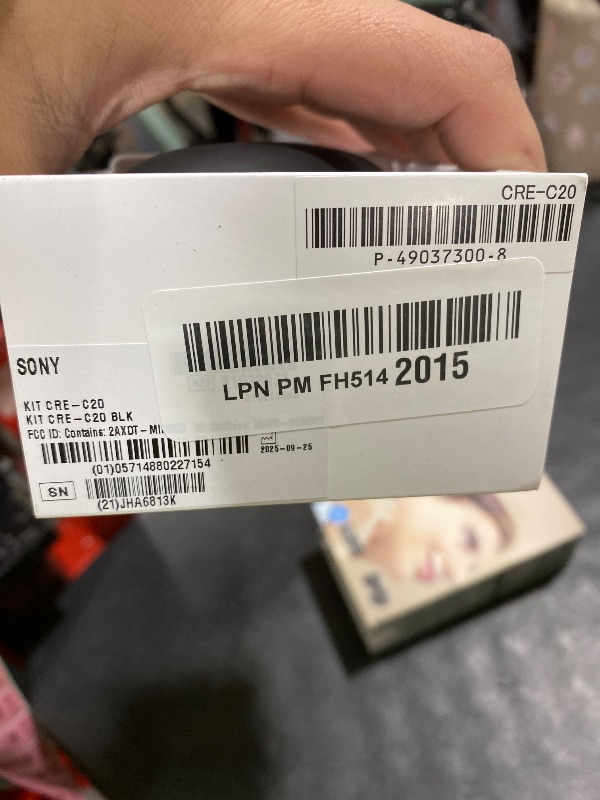 CRE-C20
P-49037300-8
LPN PM FH514 2015
SONY
KIT CRE-C20
KIT CRE-C20 BLK
FCC ID: Contains: 2AXDT-MI
2025-09-25
(01)05714880227154
SN
(21)JHA6813K